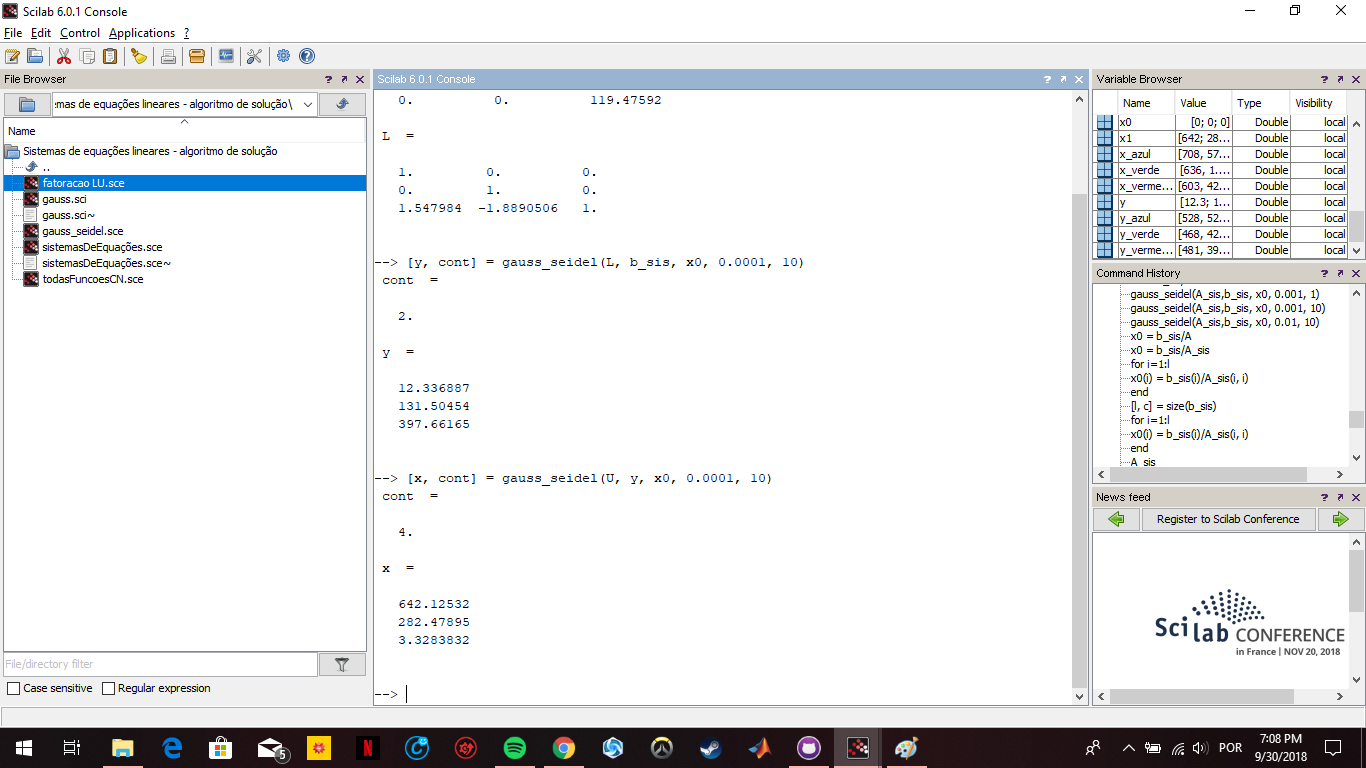 Scilab 6.0.1 Console
File Edit Control Applications ?
File Browser ? 
mas de equações lineares - algoritmo de solução\
Name
Sistemas de equações lineares - algoritmo de solução
..
fatoracao LU.sce
gauss.sci
gauss.sci~
gauss_seidel.sce
sistemasDeEquações.sce
sistemasDeEquações.sce~
todasFuncoesCN.sce
File/directory filter
Case sensitive Regular expression
Scilab 6.0.1 Console ?
0. 0. 119.47592
L =
1. 0. 0.
0. 1. 0.
1.547984 -1.8890506 1.
--> [y, cont] = gauss_seidel(L, b_sis, x0, 0.0001, 10)
cont =
2.
y =
12.336887
131.50454
397.66165
--> [x, cont] = gauss_seidel(U, y, x0, 0.0001, 10)
cont =
4.
x =
642.12532
282.47895
3.3283832
-->
Variable Browser ?
Name Value Type Visibility
x0 [0; 0; 0] Double local
x1 [642; 28... Double local
x_azul [708, 57... Double local
x_verde [636, 1.... Double local
x_verme... [603, 42... Double local
y [12.3; 1... Double local
y_azul [528, 52... Double local
y_verde [468, 42... Double local
y_verme... [481, 39... Double local
Command History ?
gauss_seidel(A_sis,b_sis, x0, 0.001, 1)
gauss_seidel(A_sis,b_sis, x0, 0.001, 10)
gauss_seidel(A_sis,b_sis, x0, 0.01, 10)
x0 = b_sis/A
x0 = b_sis/A_sis
for i=1:l
x0(i) = b_sis(i)/A_sis(i, i)
end
[l, c] = size(b_sis)
for i=1:l
x0(i) = b_sis(i)/A_sis(i, i)
end
A_sis
News feed ?
Register to Scilab Conference
Scilab CONFERENCE
in France | NOV 20, 2018
5
POR
7:08 PM
9/30/2018